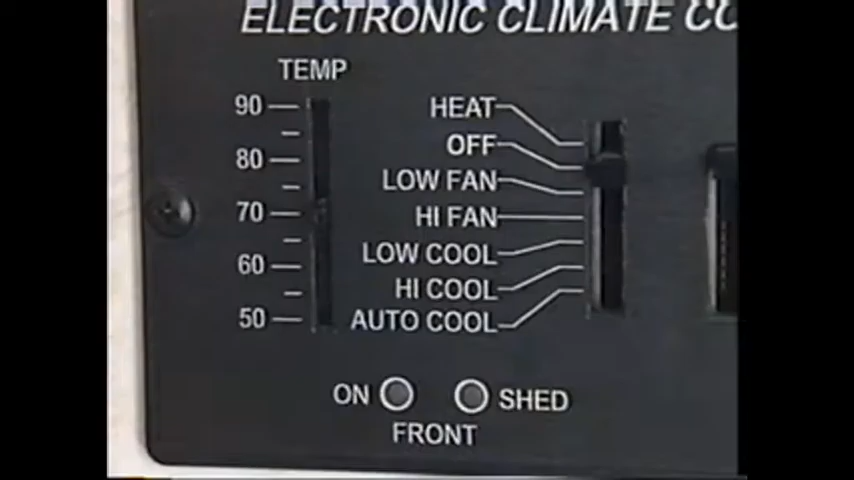 ELECTRONIC CLIMATE CO
TEMP
90
80
70
60
50
HEAT
OFF
LOW FAN
HI FAN
LOW COOL
HI COOL
AUTO COOL
ON
SHED
FRONT